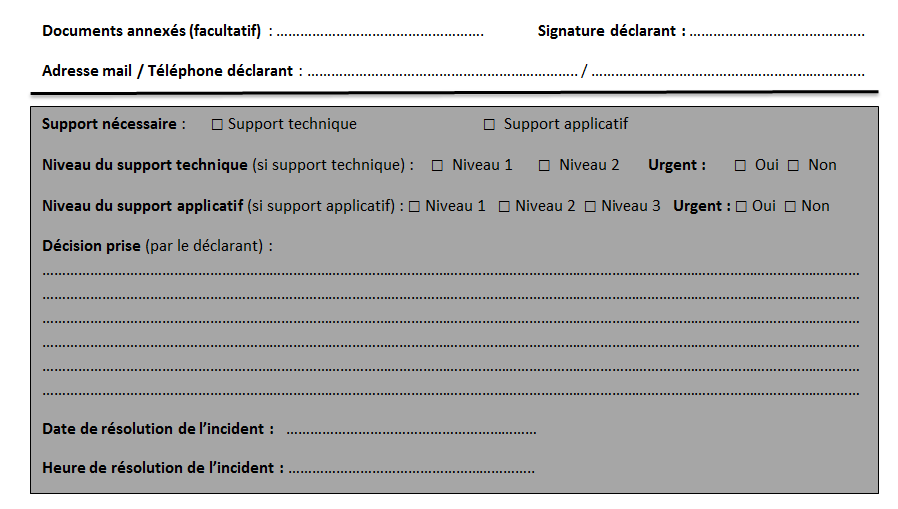 Documents annexés (facultatif) : ........................................................ Signature déclarant : ................................................
Adresse mail / Téléphone déclarant : .......................................................................... / ..........................................................................
Support nécessaire : □ Support technique □ Support applicatif
Niveau du support technique (si support technique) : □ Niveau 1 □ Niveau 2 Urgent : □ Oui □ Non
Niveau du support applicatif (si support applicatif) : □ Niveau 1 □ Niveau 2 □ Niveau 3 Urgent : □ Oui □ Non
Décision prise (par le déclarant) :
................................................................................................................................
................................................................................................................................
................................................................................................................................
................................................................................................................................
................................................................................................................................
................................................................................................................................
Date de résolution de l’incident : ....................................................................
Heure de résolution de l’incident : ....................................................................